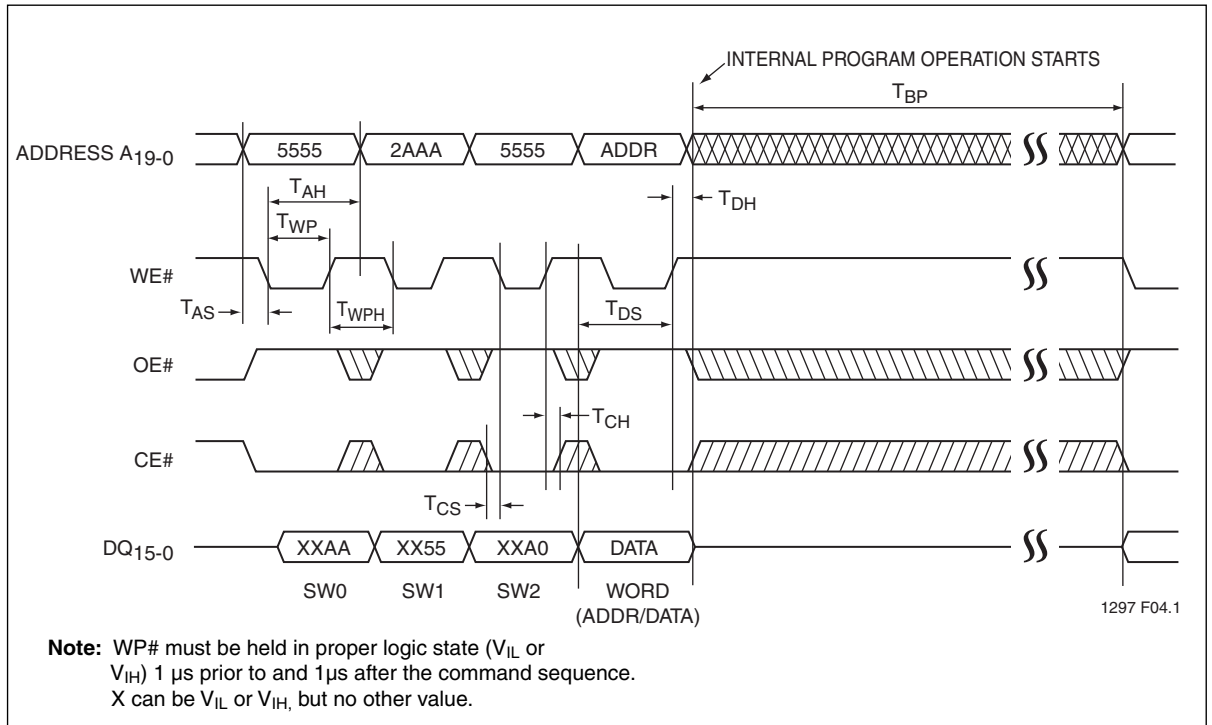 INTERNAL PROGRAM OPERATION STARTS
TBP
ADDRESS A19-0
5555
2AAA
5555
ADDR
TAH
TDH
TWP
WE#
TAS
TWPH
TDS
OE#
TCH
CE#
TCS
DQ15-0
XXAA
XX55
XXA0
DATA
SW0
SW1
SW2
WORD
(ADDR/DATA)
1297 F04.1
Note: WP# must be held in proper logic state (VIL or
VIH) 1 µs prior to and 1µs after the command sequence.
X can be VIL or VIH, but no other value.